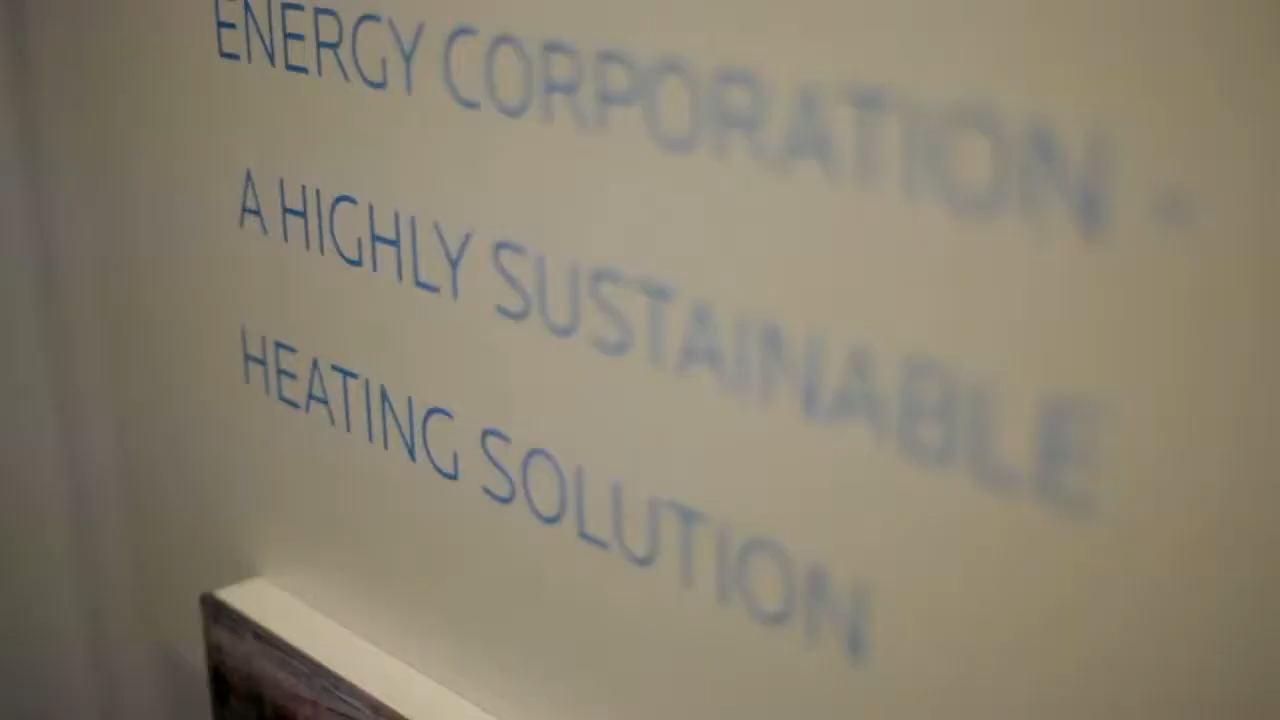 ENERGY CORPORATION -
A HIGHLY SUSTAINABLE
HEATING SOLUTION